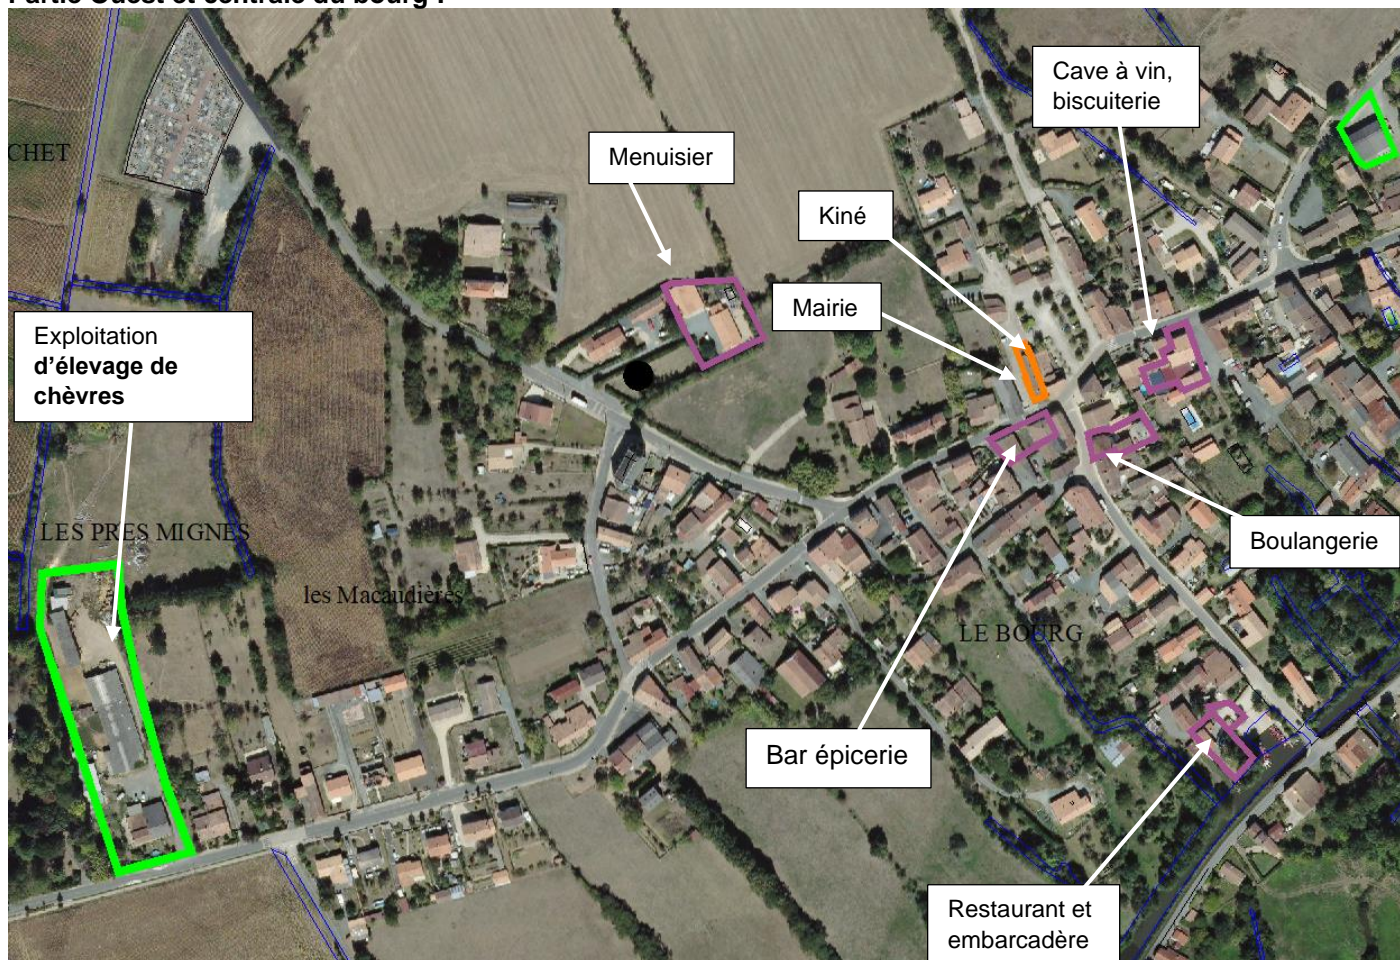 Partie Ouest et centrale du bourg :
Cave à vin,
biscuiterie
CHET
Menuisier
Kiné
Mairie
Exploitation
d'élevage de
chèvres
LES PRES MIGNES
Boulangerie
les Macaudières
LE BOURG
Bar épicerie
Restaurant et
embarcadère